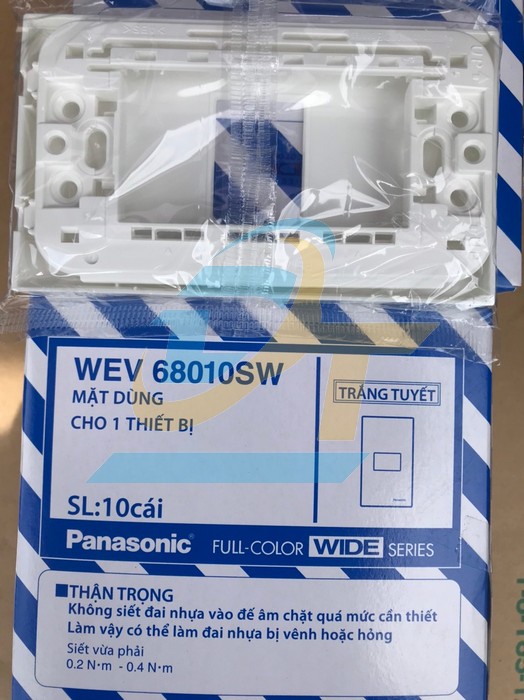 WEV 68010SW
MẶT DÙNG
CHO 1 THIẾT BỊ
TRẮNG TUYẾT
SL:10cái
Panasonic
Panasonic FULL-COLOR WIDE SERIES
THẬN TRỌNG
Không siết đai nhựa vào đế âm chặt quá mức cần thiết
Làm vậy có thể làm đai nhựa bị vênh hoặc hỏng
Siết vừa phải
0.2 N·m - 0.4 N·m